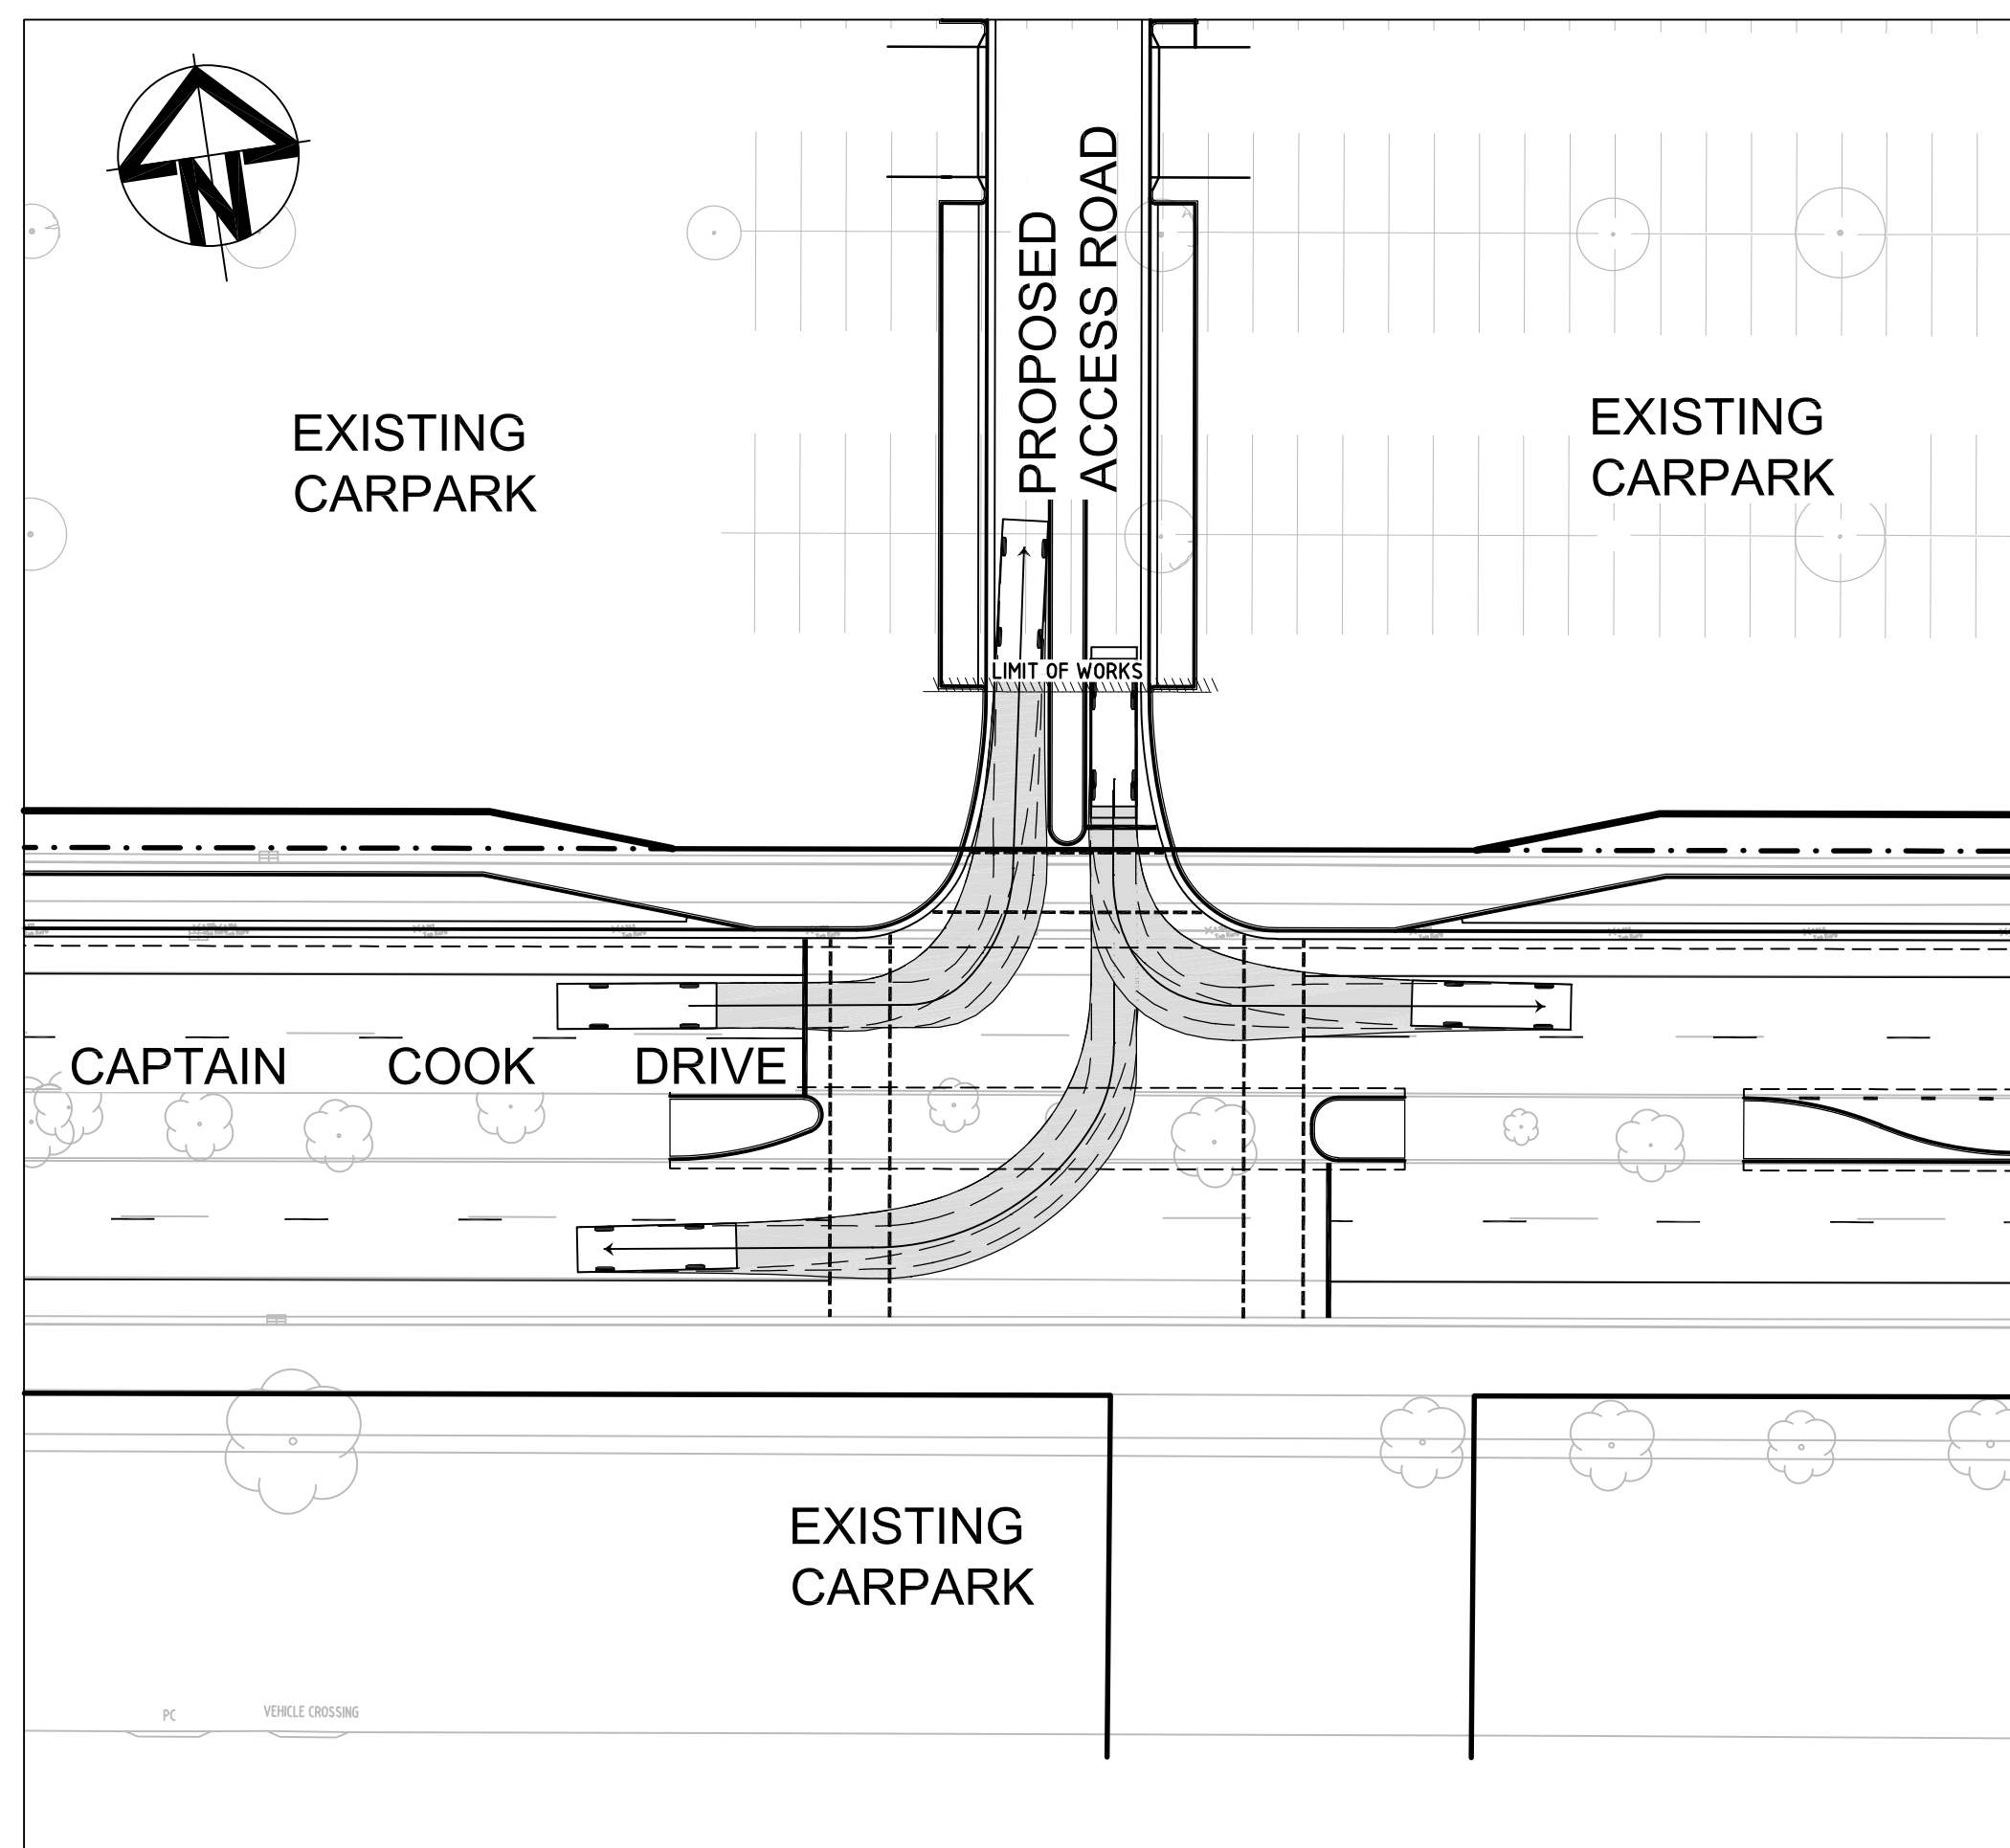 N
PROPOSED
ACCESS ROAD
EXISTING
CARPARK
EXISTING
CARPARK
LIMIT OF WORKS
CAPTAIN COOK DRIVE
EXISTING
CARPARK
PC
VEHICLE CROSSING